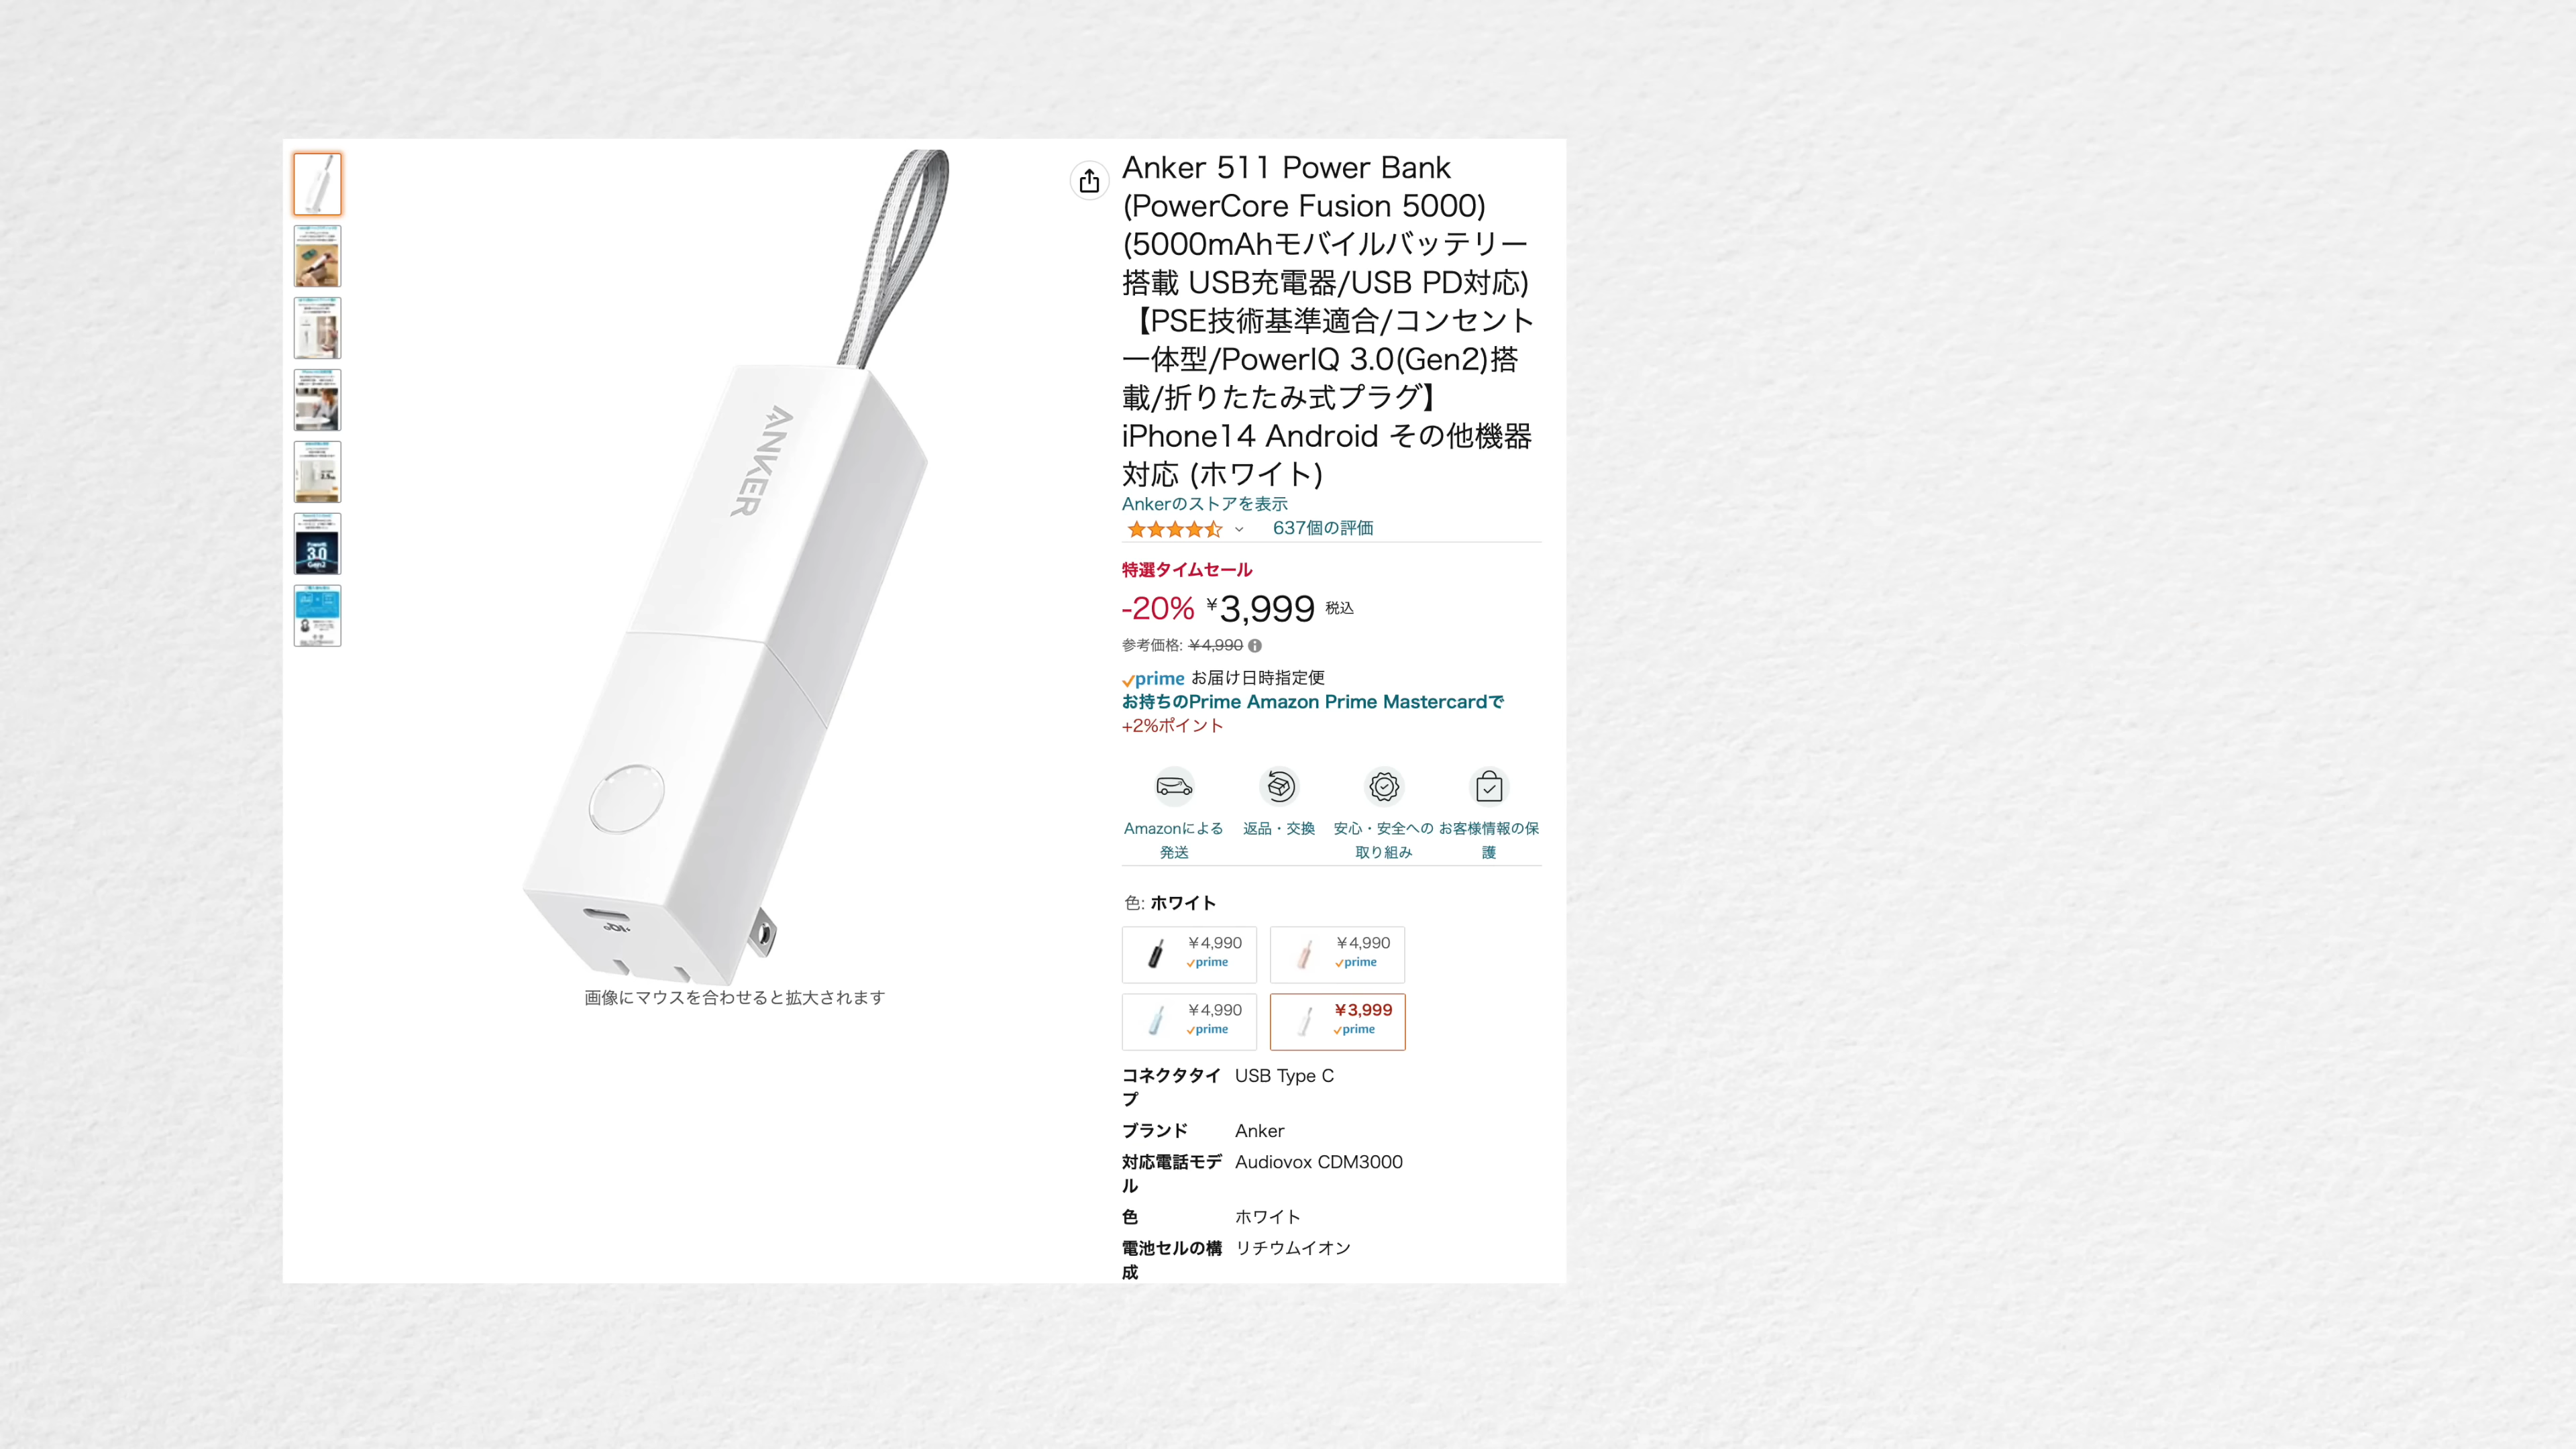 Anker 511 Power Bank
(PowerCore Fusion 5000)
(5000mAhモバイルバッテリー
搭載 USB充電器/USB PD対応)
【PSE技術基準適合/コンセント
一体型/PowerIQ 3.0(Gen2)搭
載/折りたたみ式プラグ】
iPhone14 Android その他機器
対応 (ホワイト)
Ankerのストアを表示
637個の評価
特選タイムセール
-20% ¥3,999 税込
参考価格: ¥4,990
prime お届け日時指定便
お持ちのPrime Amazon Prime Mastercardで
+2%ポイント
Amazonによる
発送
返品・交換
安心・安全への
取り組み
お客様情報の保
護
色: ホワイト
¥4,990
prime
¥4,990
prime
¥4,990
prime
¥3,999
prime
コネクタタイ
プ
USB Type C
ブランド Anker
対応電話モデ
ル
Audiovox CDM3000
色 ホワイト
電池セルの構
成
リチウムイオン
ANKER
画像にマウスを合わせると拡大されます
3.0
Gen2